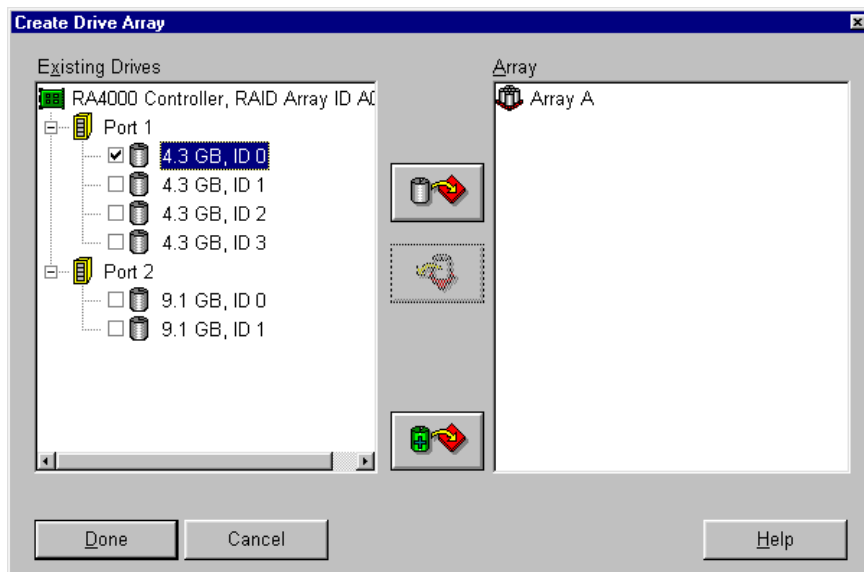 Create Drive Array
Existing Drives
RA4000 Controller, RAID Array ID A0
Port 1
4.3 GB, ID 0
4.3 GB, ID 1
4.3 GB, ID 2
4.3 GB, ID 3
Port 2
9.1 GB, ID 0
9.1 GB, ID 1
Array
Array A
Done
Cancel
Help